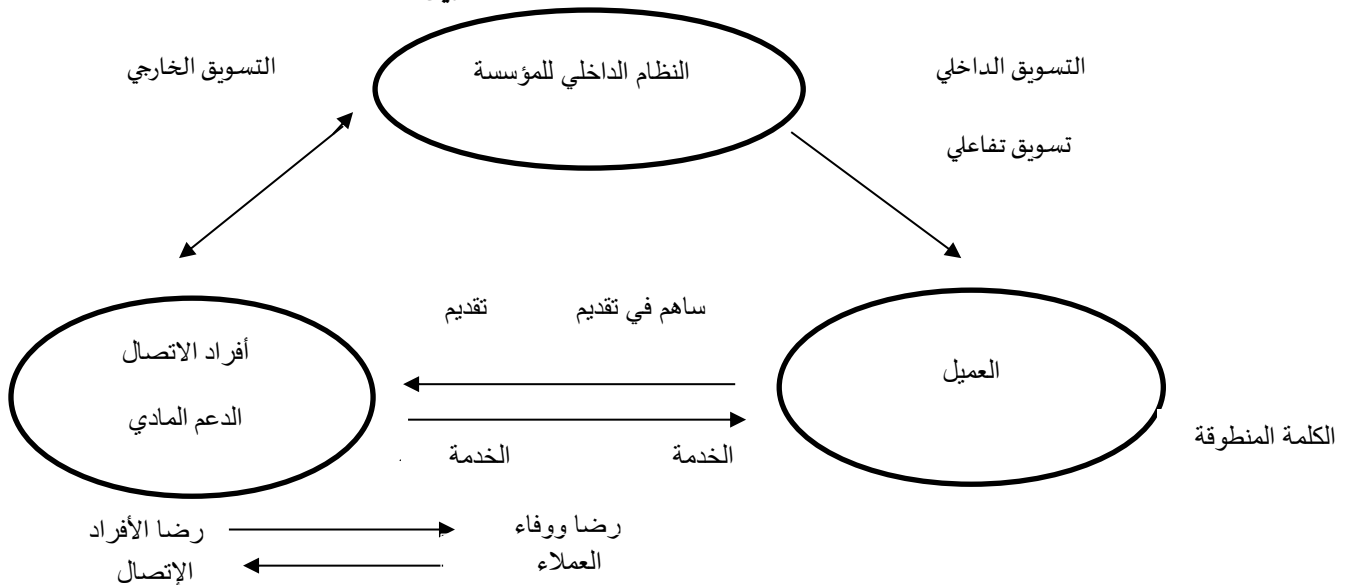 النظام الداخلي للمؤسسة
التسويق الداخلي
التسويق الخارجي
تسويق تفاعلي
ساهم في تقديم
تقديم
أفراد الاتصال
الدعم المادي
العميل
الكلمة المنطوقة
الخدمة
الخدمة
رضا ووفاء
العملاء
رضا الأفراد
الإتصال